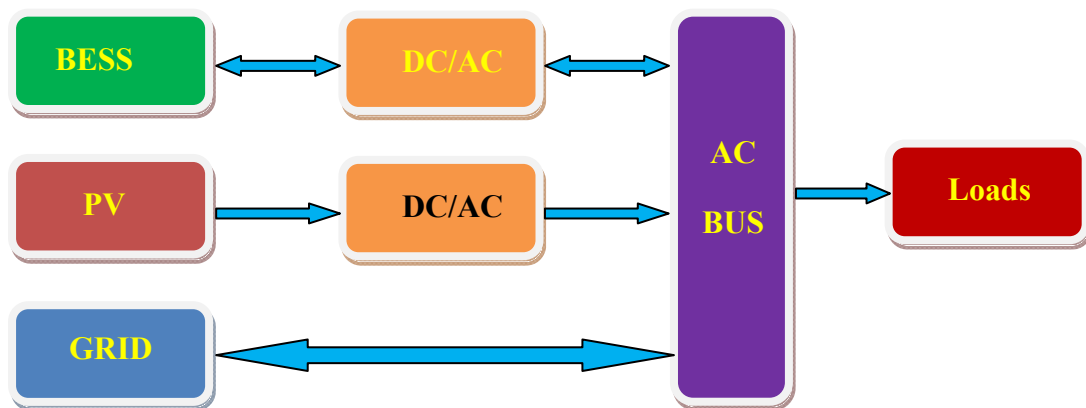 BESS
DC/AC
PV
DC/AC
GRID
AC
BUS
Loads